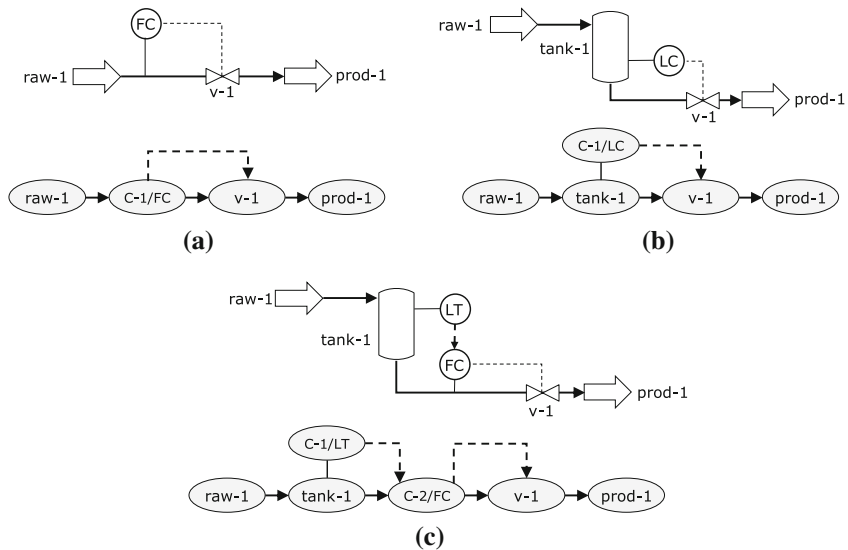 FC
raw-1
v-1
prod-1
C-1/FC
raw-1
v-1
prod-1
(a)
raw-1
tank-1
LC
v-1
prod-1
C-1/LC
raw-1
tank-1
v-1
prod-1
(b)
raw-1
LT
tank-1
FC
v-1
prod-1
C-1/LT
raw-1
tank-1
C-2/FC
v-1
prod-1
(c)